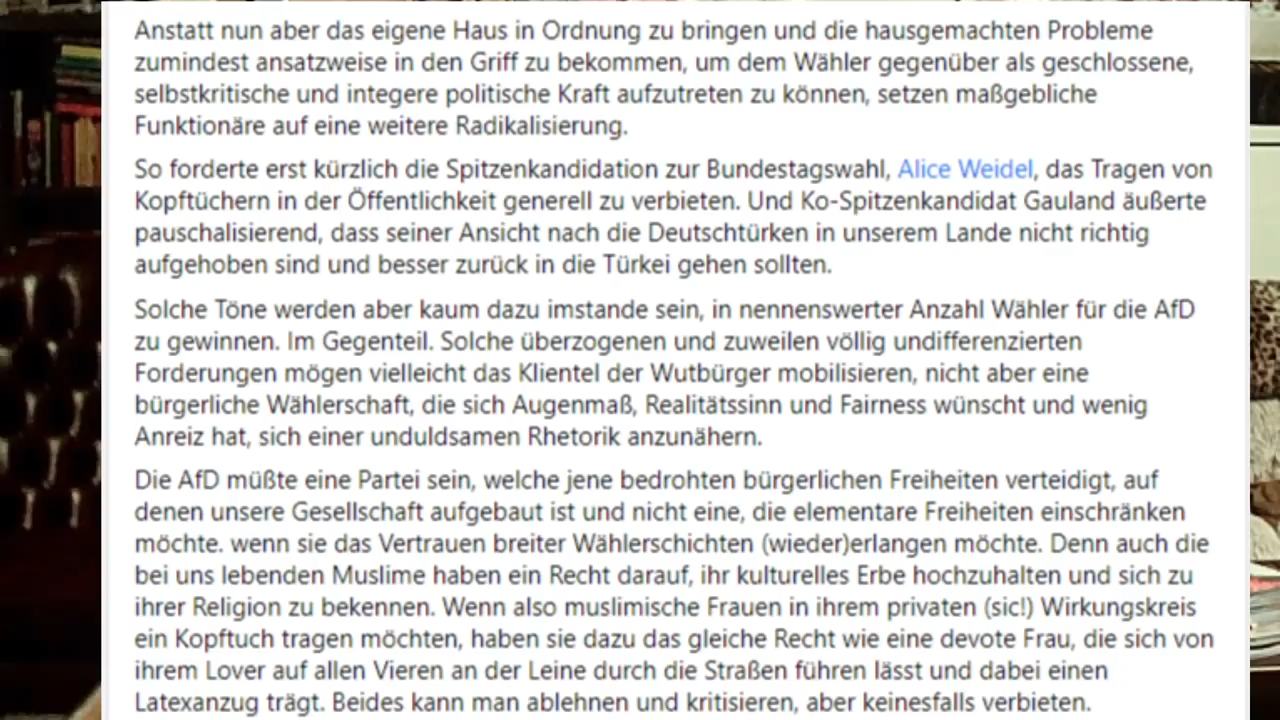 Anstatt nun aber das eigene Haus in Ordnung zu bringen und die hausgemachten Probleme
zumindest ansatzweise in den Griff zu bekommen, um dem Wähler gegenüber als geschlossene,
selbstkritische und integere politische Kraft aufzutreten zu können, setzen maßgebliche
Funktionäre auf eine weitere Radikalisierung.
So forderte erst kürzlich die Spitzenkandidation zur Bundestagswahl, Alice Weidel, das Tragen von
Kopftüchern in der Öffentlichkeit generell zu verbieten. Und Ko-Spitzenkandidat Gauland äußerte
pauschalisierend, dass seiner Ansicht nach die Deutschtürken in unserem Lande nicht richtig
aufgehoben sind und besser zurück in die Türkei gehen sollten.
Solche Töne werden aber kaum dazu imstande sein, in nennenswerter Anzahl Wähler für die AfD
zu gewinnen. Im Gegenteil. Solche überzogenen und zuweilen völlig undifferenzierten
Forderungen mögen vielleicht das Klientel der Wutbürger mobilisieren, nicht aber eine
bürgerliche Wählerschaft, die sich Augenmaß, Realitätssinn und Fairness wünscht und wenig
Anreiz hat, sich einer unduldsamen Rhetorik anzunähern.
Die AfD müßte eine Partei sein, welche jene bedrohten bürgerlichen Freiheiten verteidigt, auf
denen unsere Gesellschaft aufgebaut ist und nicht eine, die elementare Freiheiten einschränken
möchte. wenn sie das Vertrauen breiter Wählerschichten (wieder)erlangen möchte. Denn auch die
bei uns lebenden Muslime haben ein Recht darauf, ihr kulturelles Erbe hochzuhalten und sich zu
ihrer Religion zu bekennen. Wenn also muslimische Frauen in ihrem privaten (sic!) Wirkungskreis
ein Kopftuch tragen möchten, haben sie dazu das gleiche Recht wie eine devote Frau, die sich von
ihrem Lover auf allen Vieren an der Leine durch die Straßen führen lässt und dabei einen
Latexanzug trägt. Beides kann man ablehnen und kritisieren, aber keinesfalls verbieten.